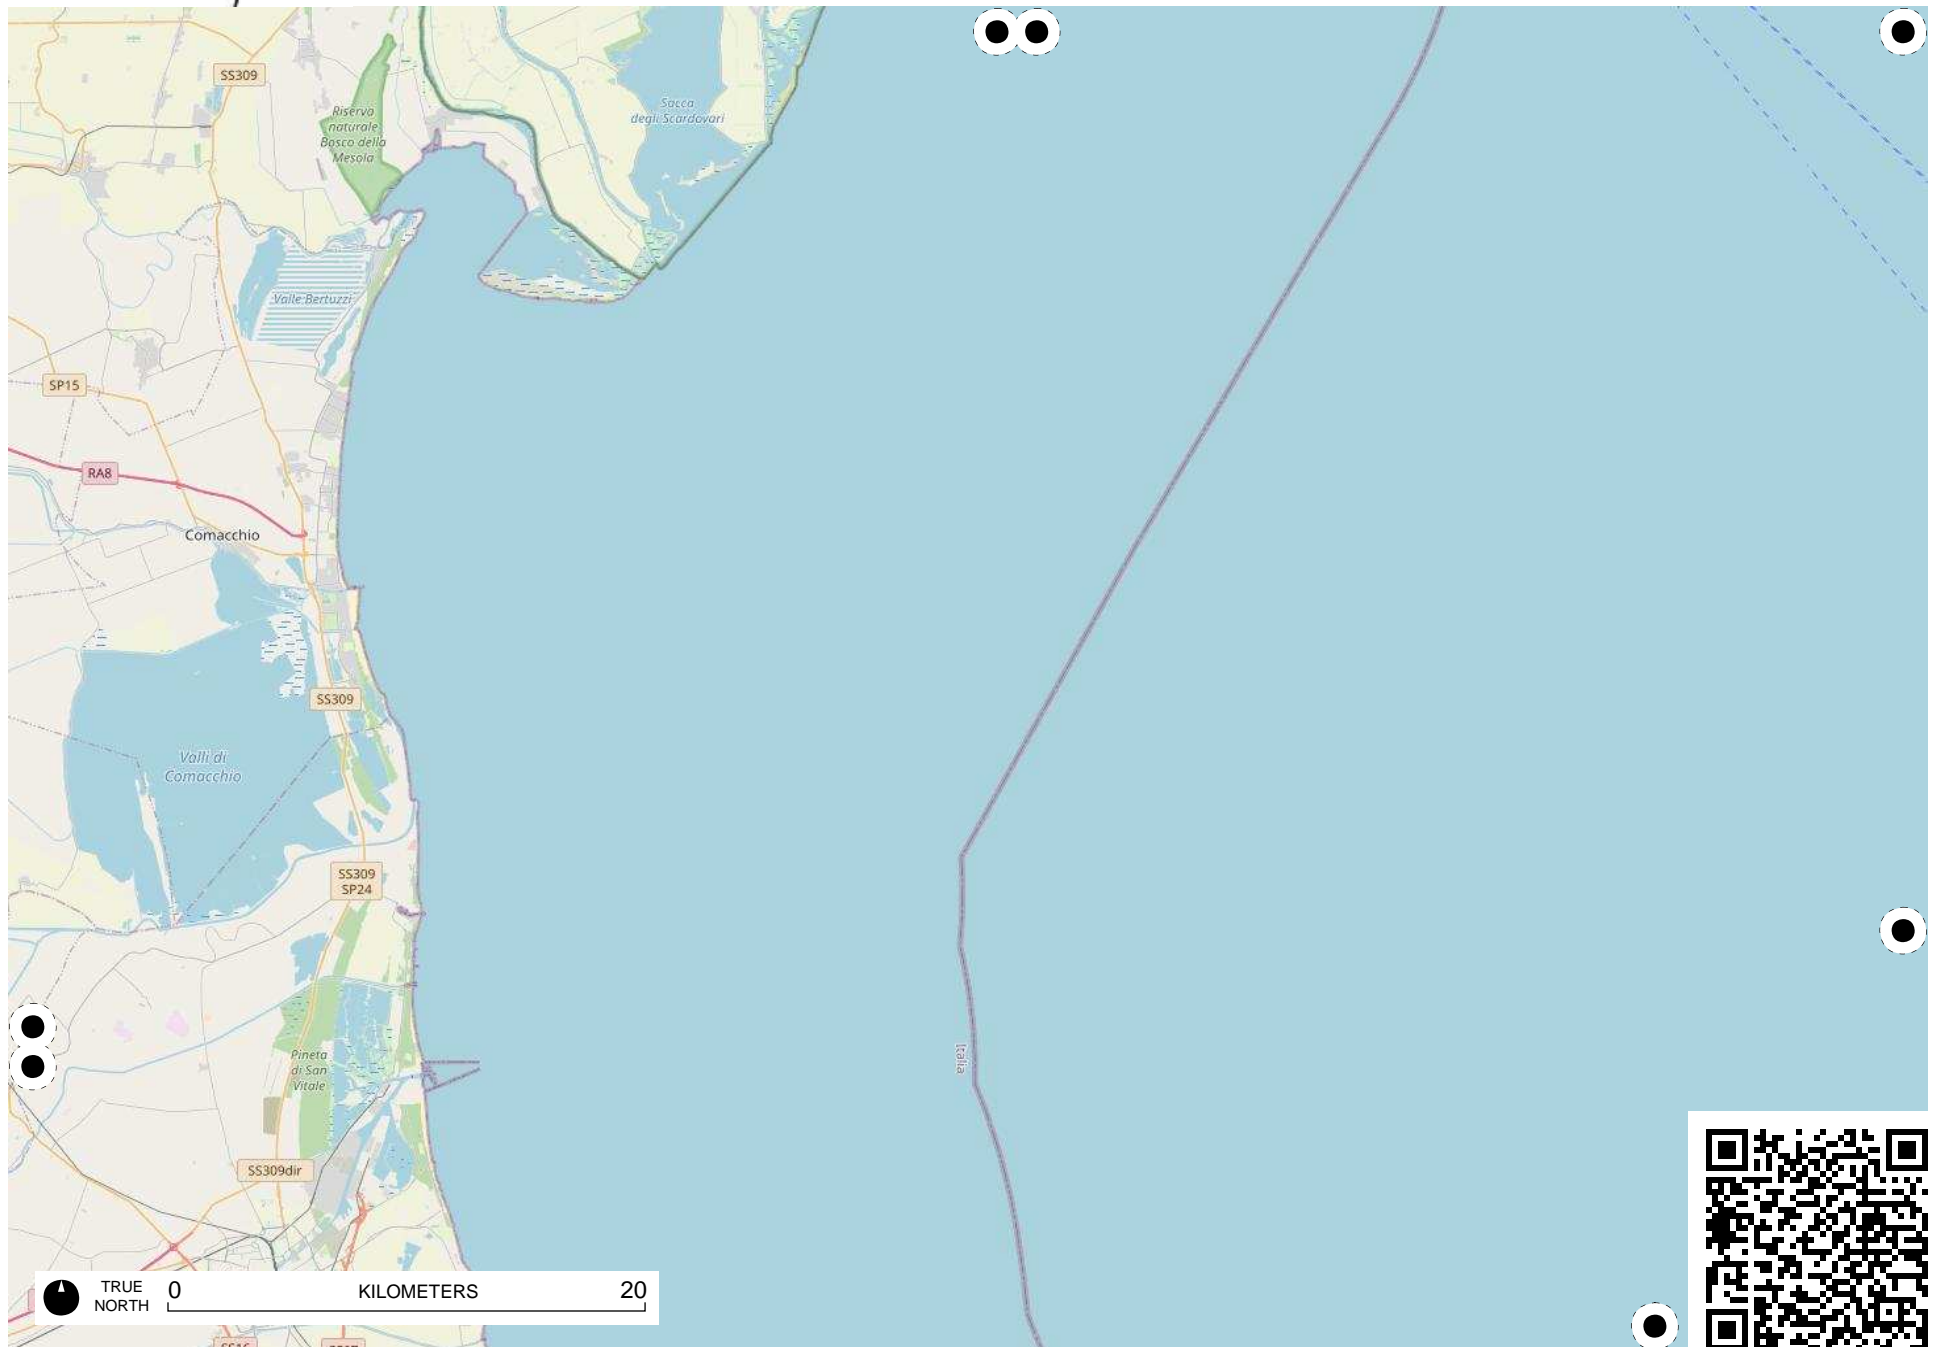 SS309
Sacca
degli Scardovari
Riserva
naturale
Bosco della
Mesola
Valle Bertuzzi
SP15
RA8
Comacchio
SS309
Valli di
Comacchio
SS309
SP24
Italia
Pineta
di San
Vitale
SS309dir
TRUE
NORTH
0
KILOMETERS
20